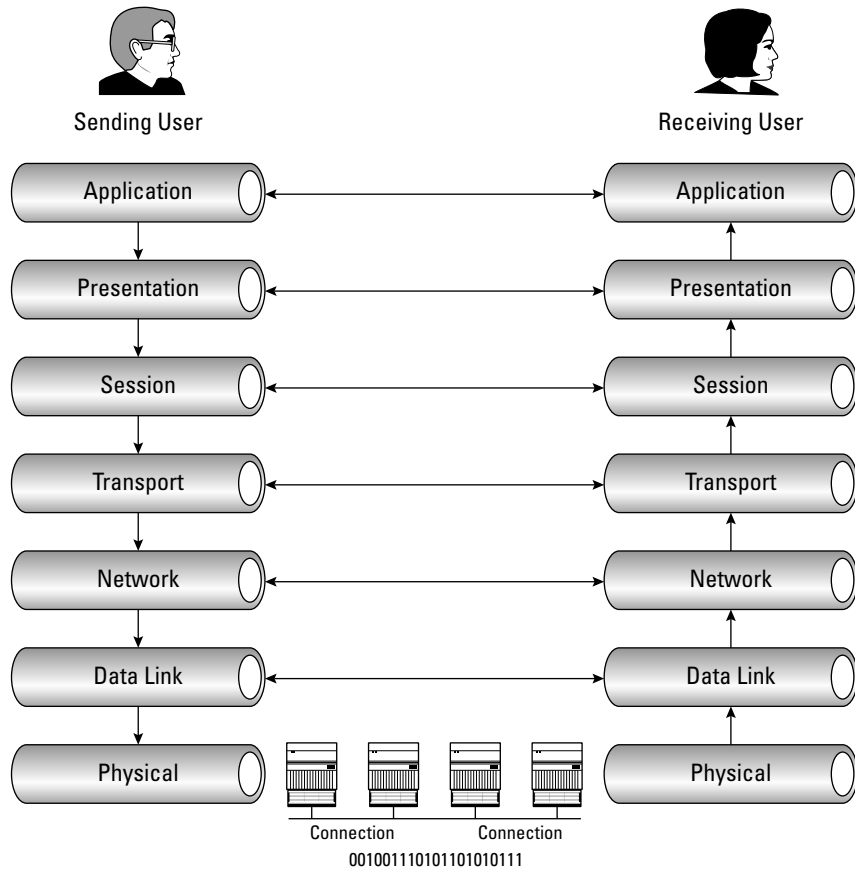 Sending User
Receiving User
Application
Application
Presentation
Presentation
Session
Session
Transport
Transport
Network
Network
Data Link
Data Link
Physical
Physical
Connection
Connection
001001110101101010111